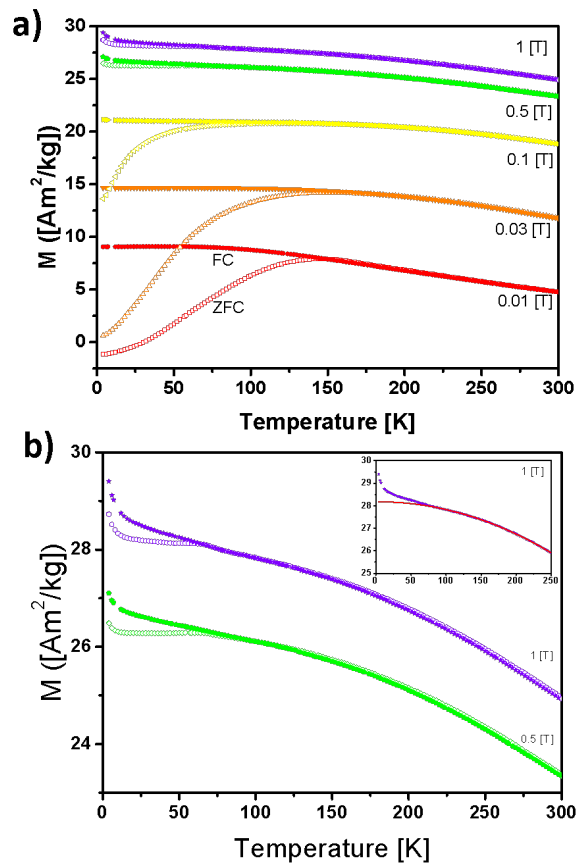 a)
30
25
20
15
10
5
0
M ([Am²/kg])
1 [T]
0.5 [T]
0.1 [T]
0.03 [T]
0.01 [T]
FC
ZFC
0 50 100 150 200 250 300
Temperature [K]
b)
30
28
26
24
M ([Am²/kg])
1 [T]
30
29
28
27
26
25
0 50 100 150 200 250
1 [T]
0.5 [T]
0 50 100 150 200 250 300
Temperature [K]